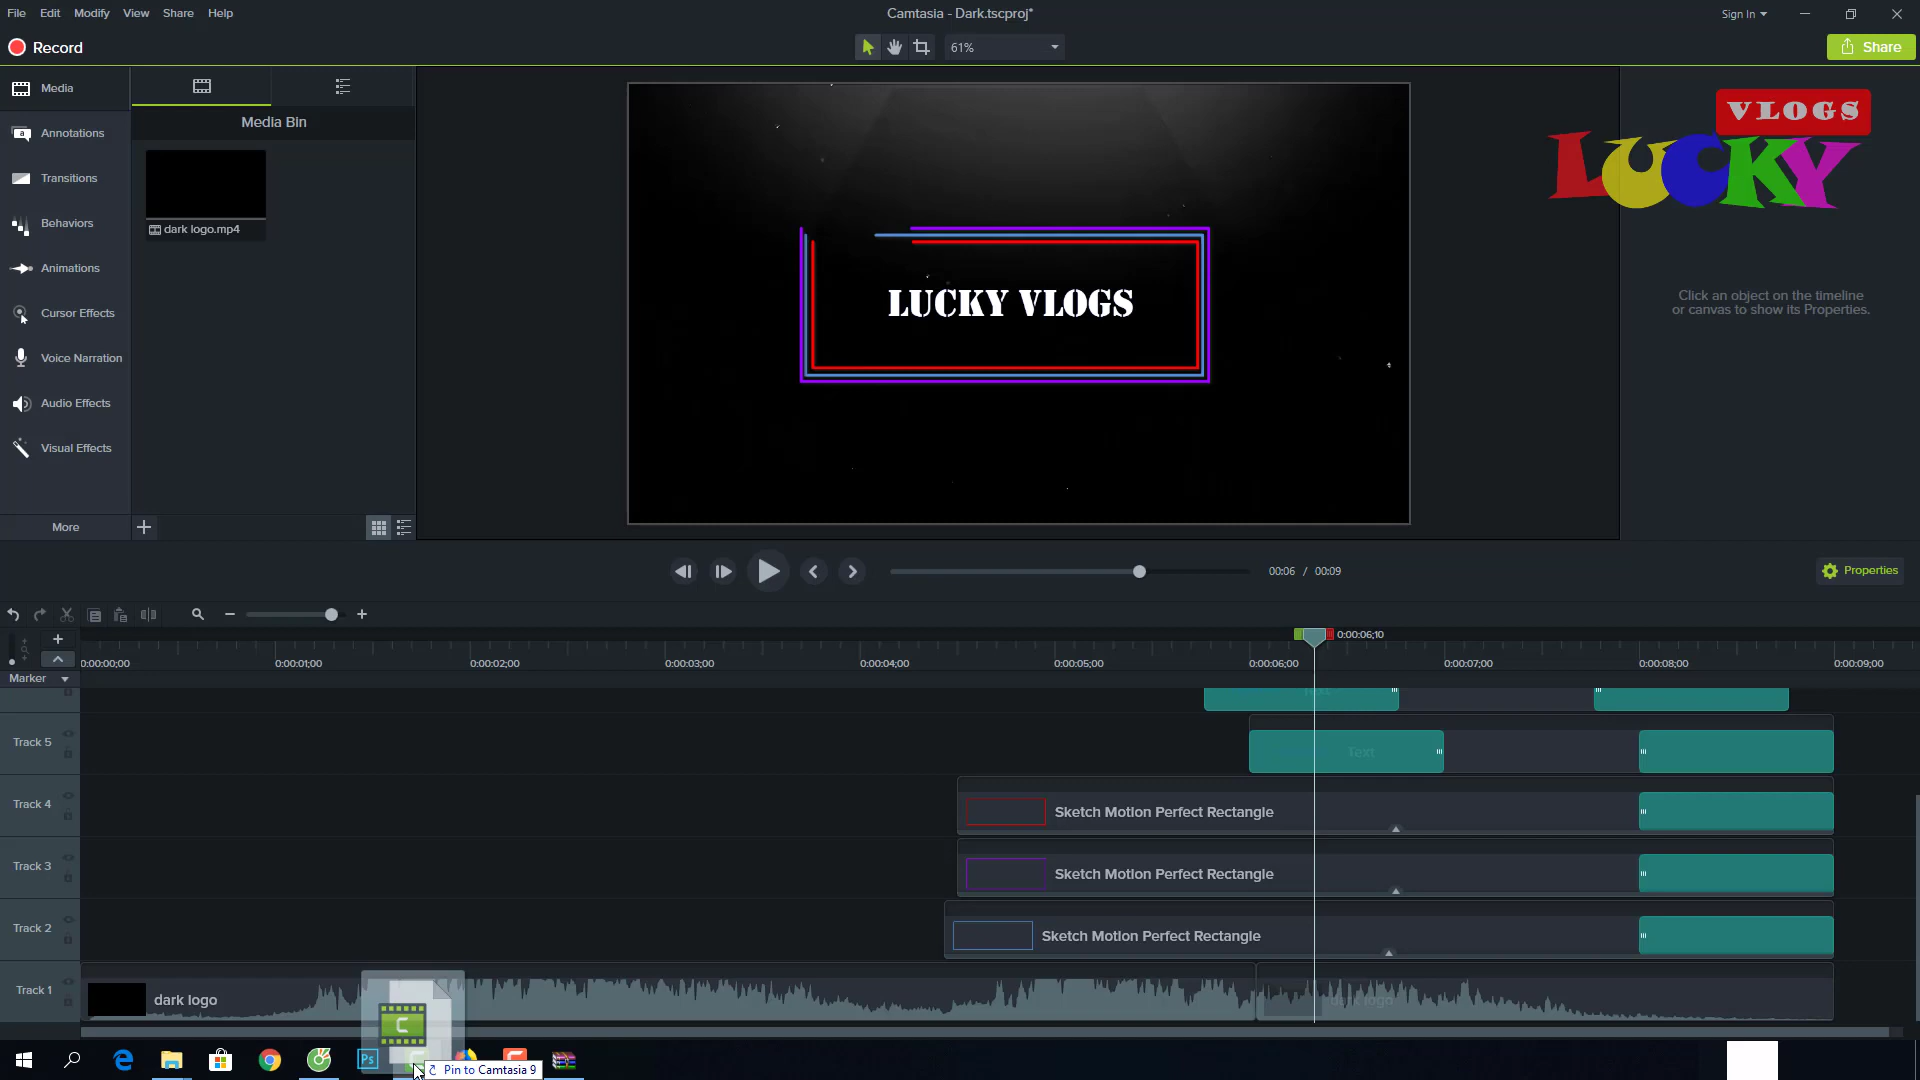 File Edit Modify View Share Help
Camtasia - Dark.tscproj*
Sign In
Record
61%
Share
Media
Annotations
Transitions
Behaviors
Animations
Cursor Effects
Voice Narration
Audio Effects
Visual Effects
More
Media Bin
dark logo.mp4
LUCKY VLOGS
VLOGS
LUCKY
Click an object on the timeline
or canvas to show its Properties.
00:06 / 00:09
Properties
0:00:06;10
0:00:00;00 0:00:01;00 0:00:02;00 0:00:03;00 0:00:04;00 0:00:05;00 0:00:06;00 0:00:07;00 0:00:08;00 0:00:09;00
Marker
Text
Track 5
Text
Track 4
Sketch Motion Perfect Rectangle
Track 3
Sketch Motion Perfect Rectangle
Track 2
Sketch Motion Perfect Rectangle
Track 1
dark logo
dark logo
C
Ps
Pin to Camtasia 9